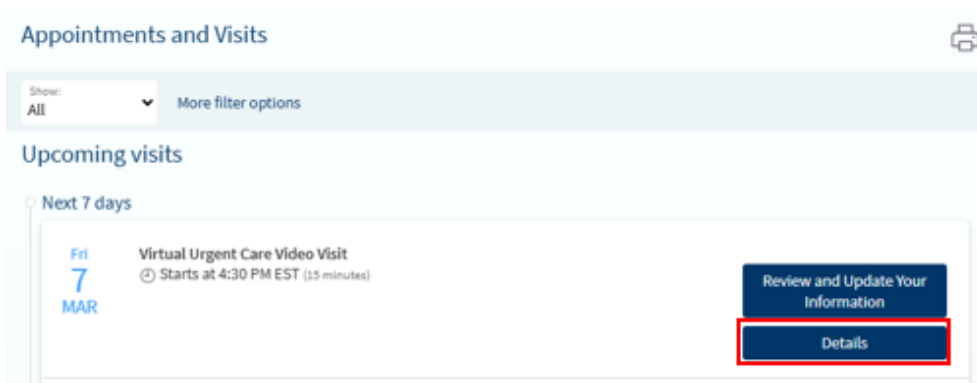 Appointments and Visits
Show:
All
More filter options
Upcoming visits
Next 7 days
Fri
7
MAR
Virtual Urgent Care Video Visit
Starts at 4:30 PM EST (15 minutes)
Review and Update Your
Information
Details